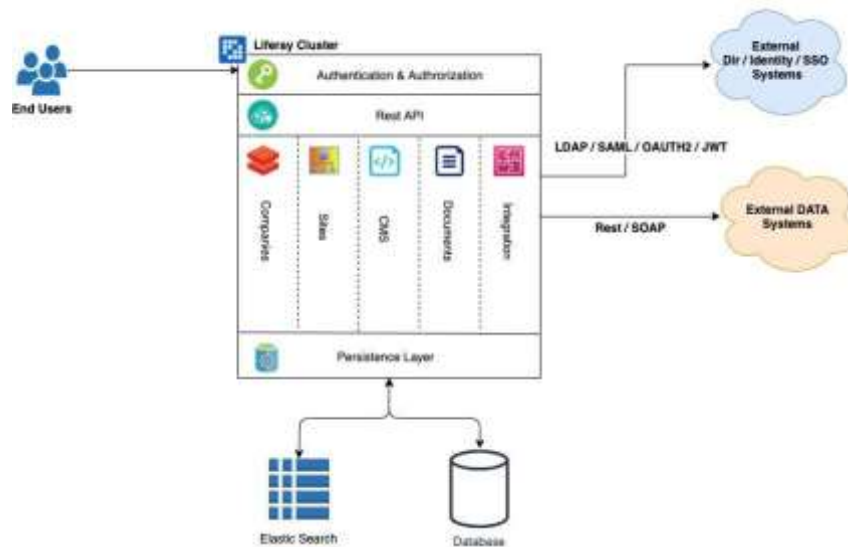 Liferay Cluster
End Users
Authentication & Authrorization
Rest API
Companies
Sites
CMS
Documents
Integration
Persistence Layer
External
Dir / Identity / SSO
Systems
LDAP / SAML / OAUTH2 / JWT
External DATA
Systems
Rest / SOAP
Elastic Search
Database